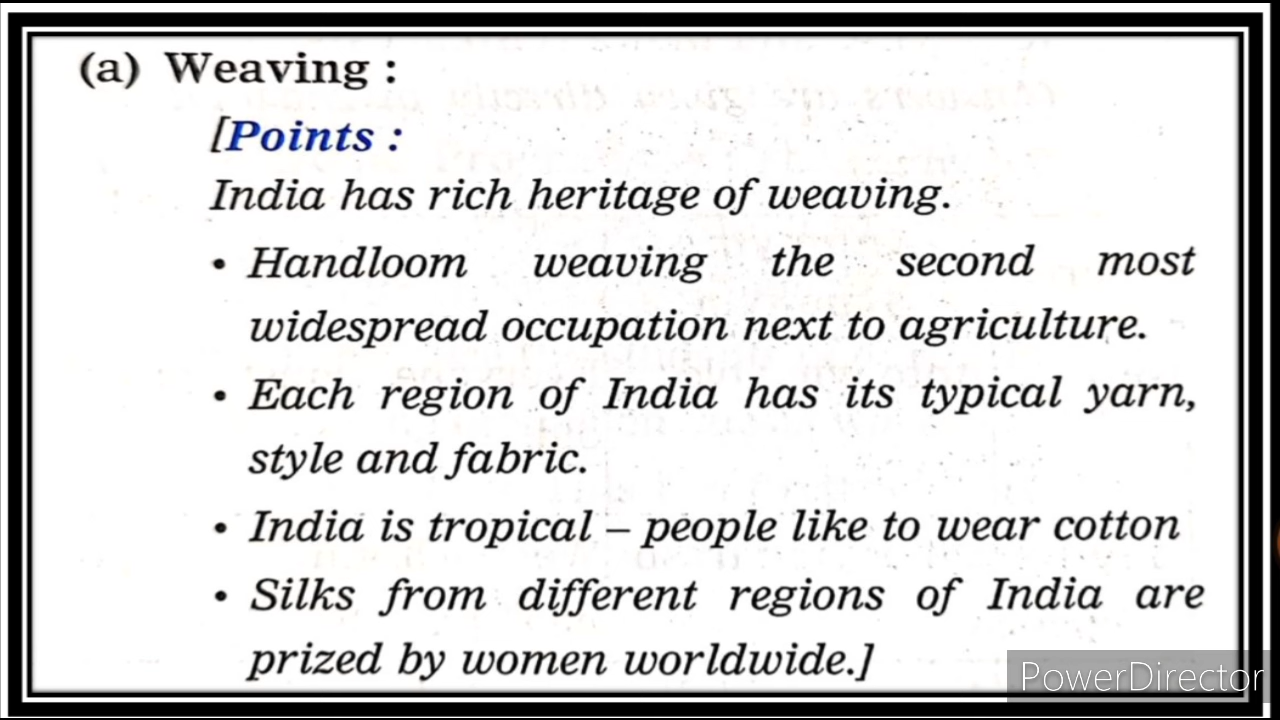 (a) Weaving :
[Points :
India has rich heritage of weaving.
• Handloom weaving the second most
widespread occupation next to agriculture.
• Each region of India has its typical yarn,
style and fabric.
• India is tropical – people like to wear cotton
• Silks from different regions of India are
prized by women worldwide.]
PowerDirector